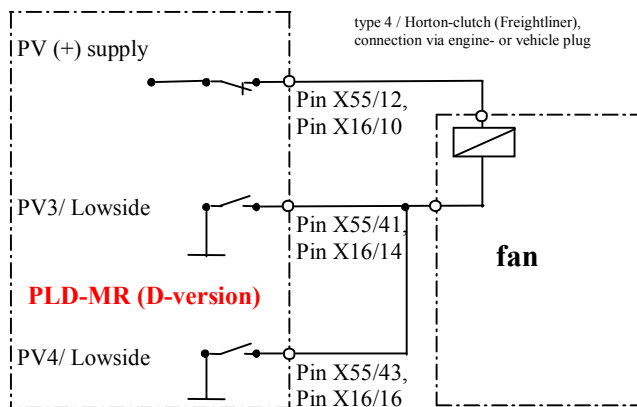 type 4 / Horton-clutch (Freightliner),
connection via engine- or vehicle plug
PV (+) supply
Pin X55/12,
Pin X16/10
PV3/ Lowside
Pin X55/41,
Pin X16/14
fan
PLD-MR (D-version)
PV4/ Lowside
Pin X55/43,
Pin X16/16